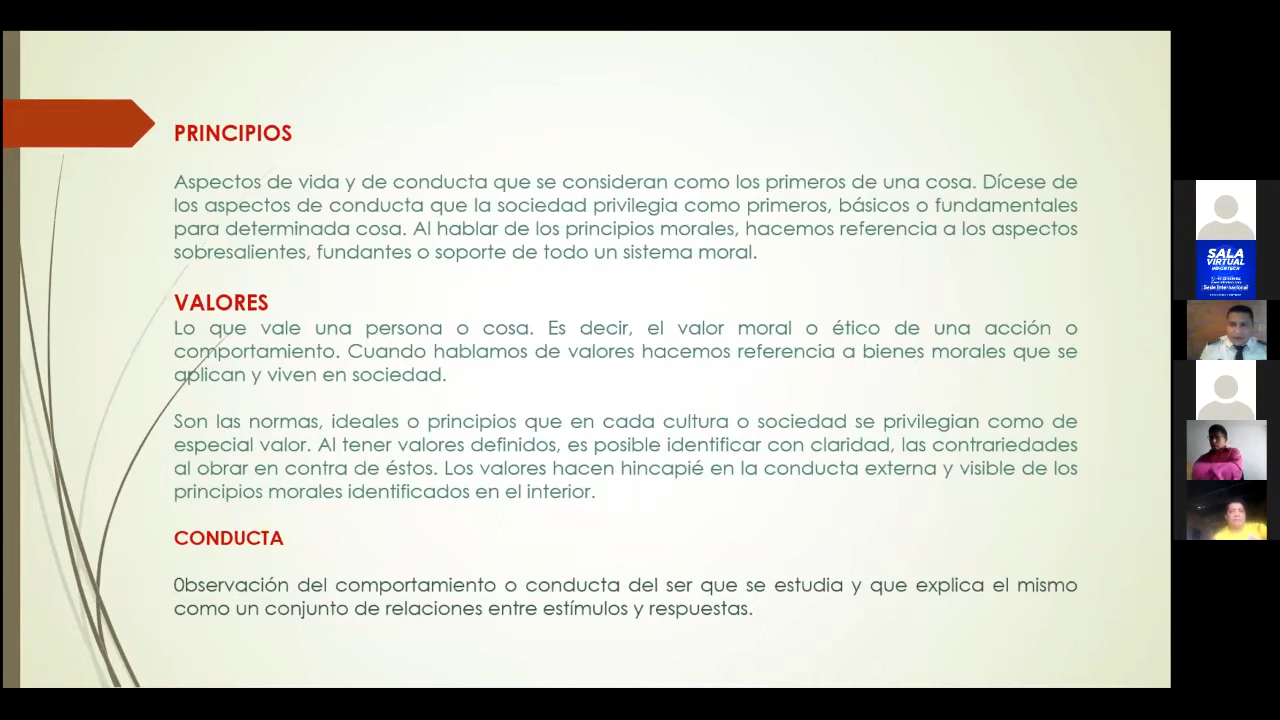 PRINCIPIOS
Aspectos de vida y de conducta que se consideran como los primeros de una cosa. Dícese de
los aspectos de conducta que la sociedad privilegia como primeros, básicos o fundamentales
para determinada cosa. Al hablar de los principios morales, hacemos referencia a los aspectos
sobresalientes, fundantes o soporte de todo un sistema moral.
VALORES
Lo que vale una persona o cosa. Es decir, el valor moral o ético de una acción o
comportamiento. Cuando hablamos de valores hacemos referencia a bienes morales que se
aplican y viven en sociedad.
Son las normas, ideales o principios que en cada cultura o sociedad se privilegian como de
especial valor. Al tener valores definidos, es posible identificar con claridad, las contrariedades
al obrar en contra de éstos. Los valores hacen hincapié en la conducta externa y visible de los
principios morales identificados en el interior.
CONDUCTA
0bservación del comportamiento o conducta del ser que se estudia y que explica el mismo
como un conjunto de relaciones entre estímulos y respuestas.
SALA
VIRTUAL
Sede Internacional